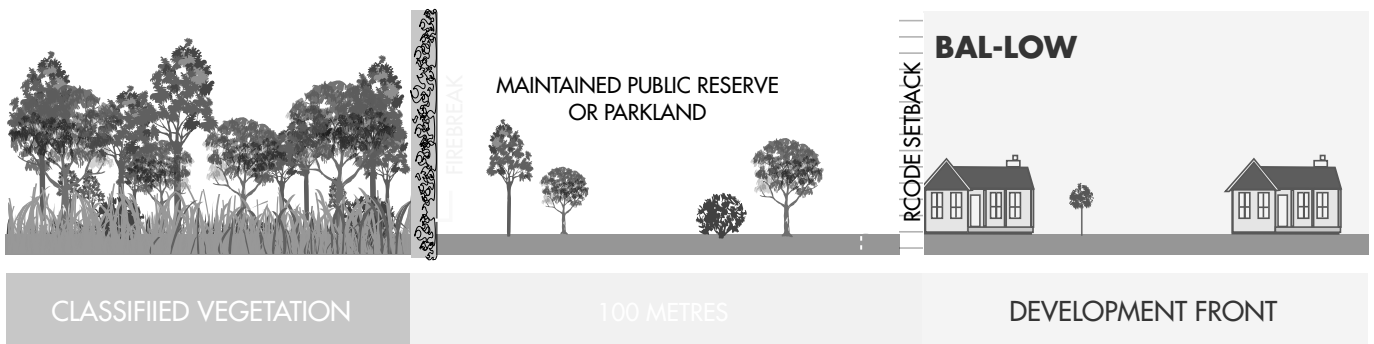 BAL-LOW
MAINTAINED PUBLIC RESERVE
OR PARKLAND
FIREBREAK
RCODE SETBACK
CLASSIFIIED VEGETATION
100 METRES
DEVELOPMENT FRONT